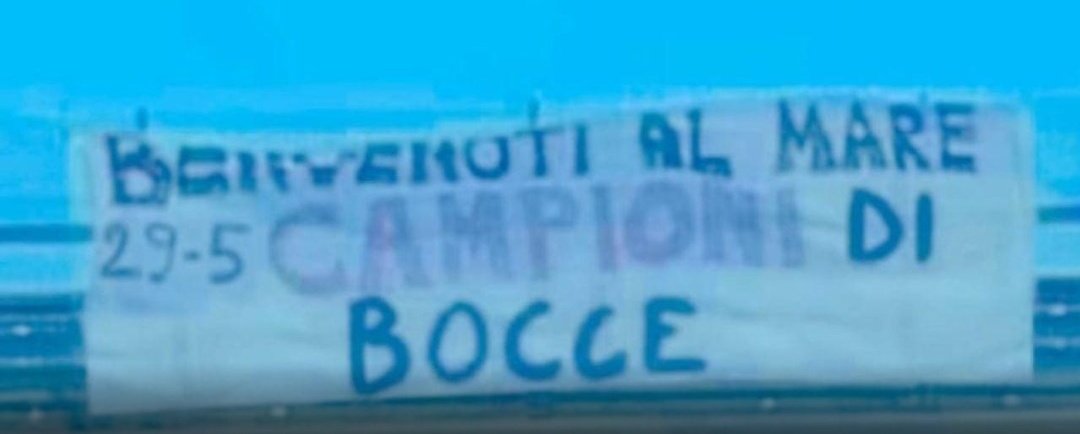 BENVENUTI AL MARE
29-5 CAMPIONI DI
BOCCE